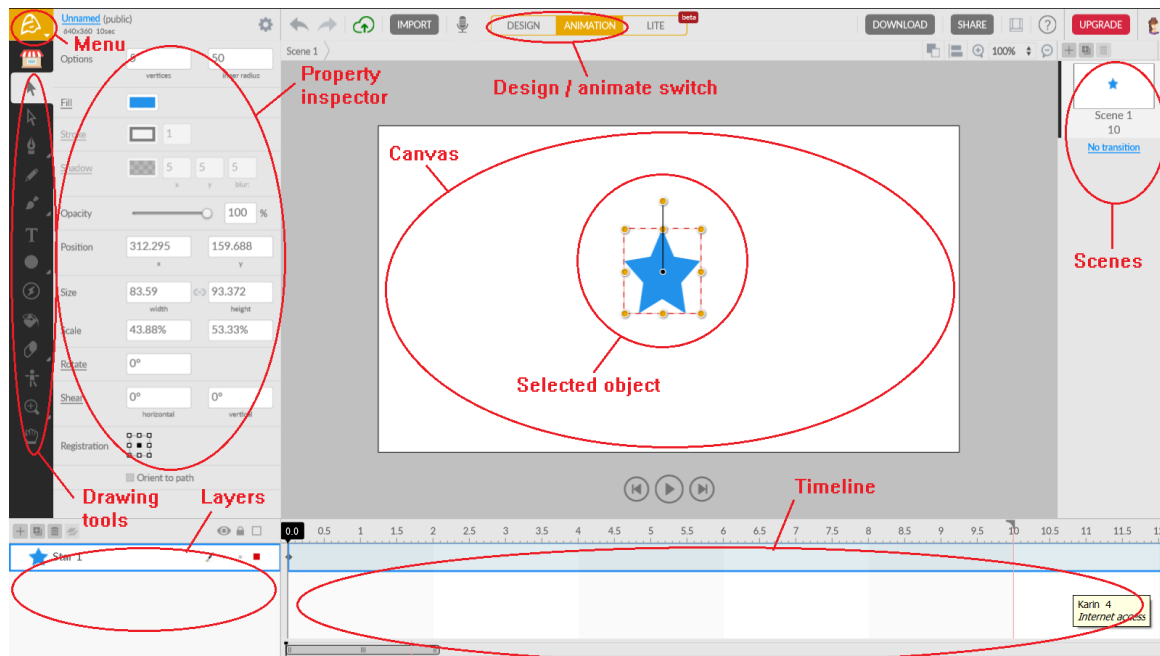 Unnamed (public)
640x360 10sec
Menu
IMPORT
DESIGN
ANIMATION
LITE
beta
DOWNLOAD
SHARE
?
UPGRADE
Scene 1
100%
Design / animate switch
Property
inspector
Options
50
vertices
inner radius
Fill
Stroke
1
Shadow
5
5
5
x
y
blur:
Opacity
100 %
Position
312.295
159.688
x
y
Size
83.59
93.372
width
height
Scale
43.88%
53.33%
Rotate
0°
Shear
0°
0°
horizontal
vertical
Registration
Orient to path
T
Drawing
tools
Canvas
Selected object
Scene 1
10
No transition
Scenes
Layers
Timeline
Star 1
0.0 0.5 1 1.5 2 2.5 3 3.5 4 4.5 5 5.5 6 6.5 7 7.5 8 8.5 9 9.5 10 10.5 11 11.5
Karin 4
Internet access